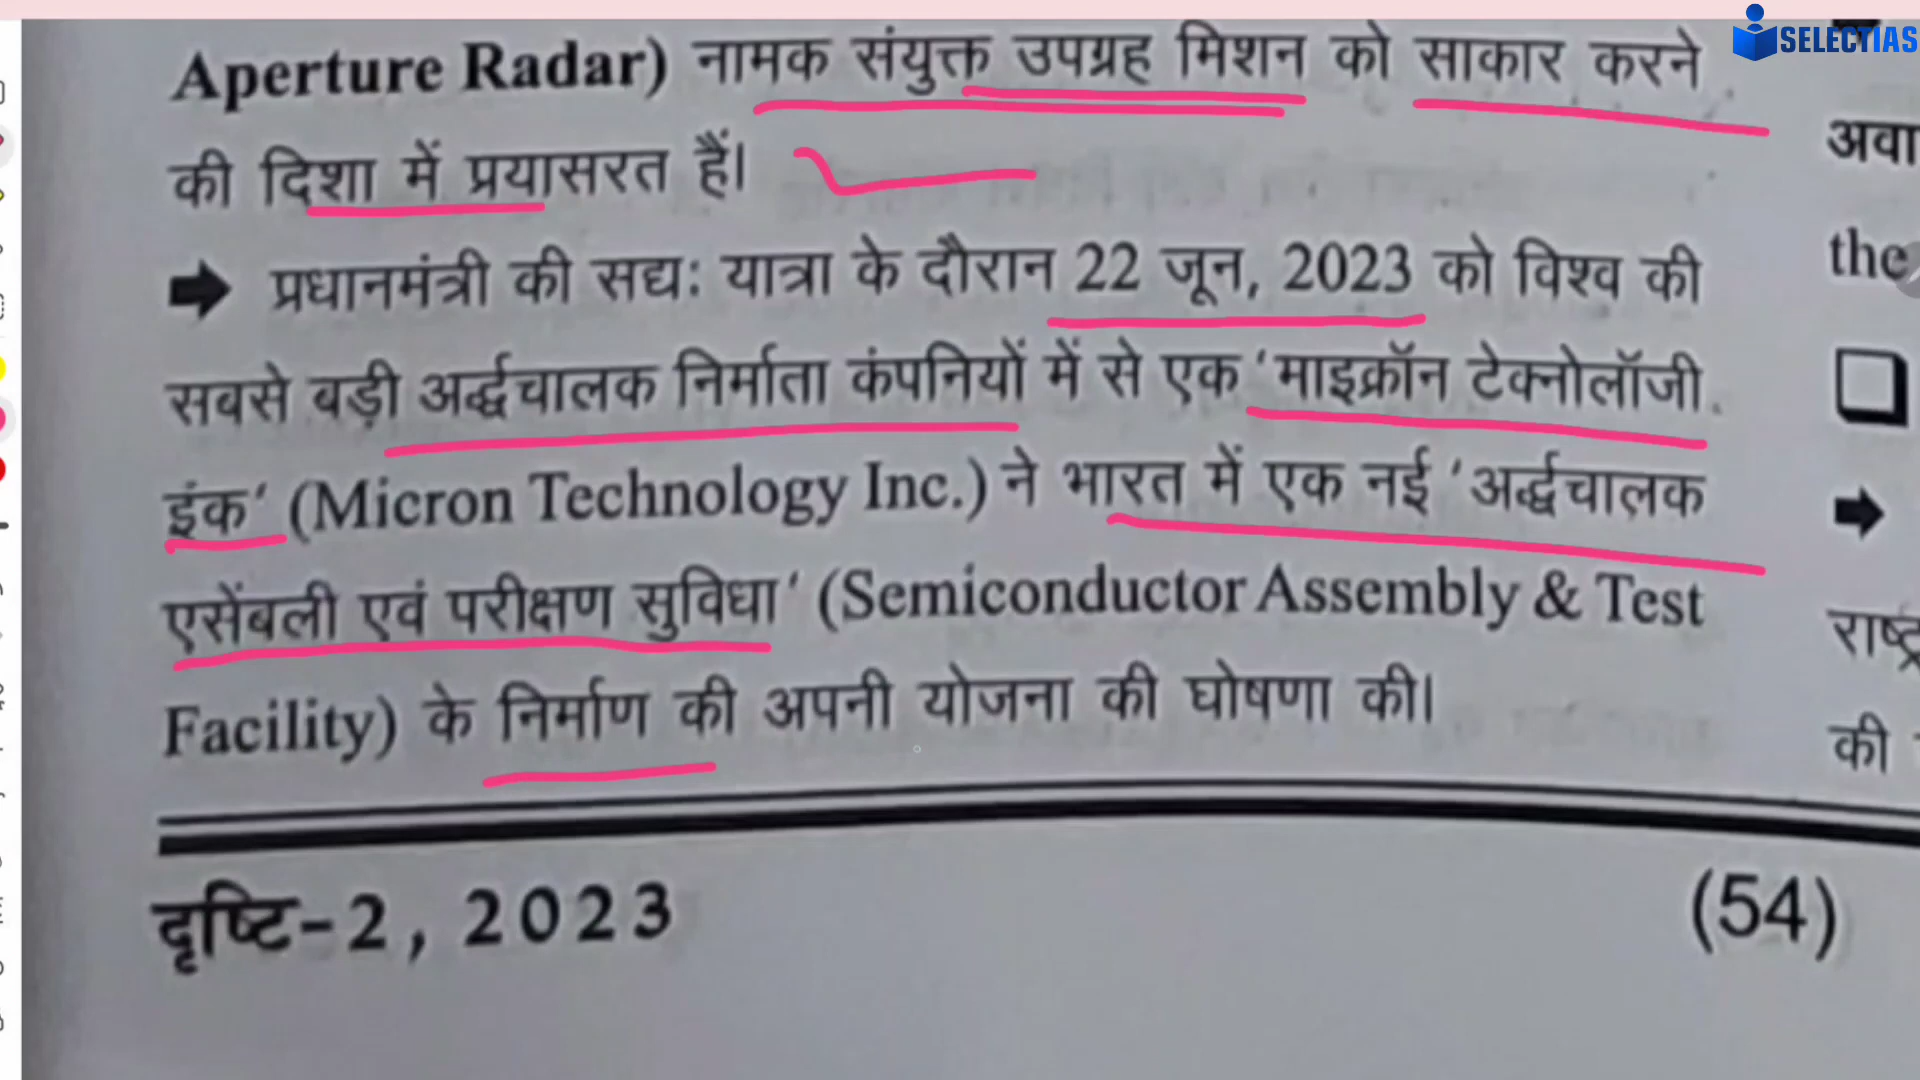 SELECTIAS
Aperture Radar) नामक संयुक्त उपग्रह मिशन को साकार करने
की दिशा में प्रयासरत हैं।
➡ प्रधानमंत्री की सद्य: यात्रा के दौरान 22 जून, 2023 को विश्व की
सबसे बड़ी अर्द्धचालक निर्माता कंपनियों में से एक ‘माइक्रॉन टेक्नोलॉजी
इंक‘ (Micron Technology Inc.) ने भारत में एक नई ‘अर्द्धचालक
एसेंबली एवं परीक्षण सुविधा‘ (Semiconductor Assembly & Test
Facility) के निर्माण की अपनी योजना की घोषणा की।
दृष्टि-2, 2023
(54)
the
की